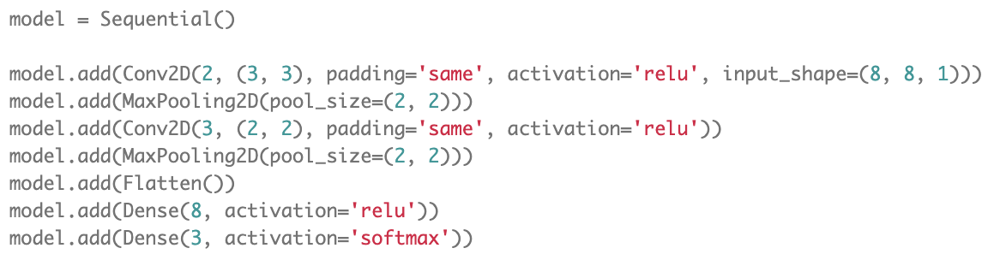 model = Sequential()
model.add(Conv2D(2, (3, 3), padding='same', activation='relu', input_shape=(8, 8, 1)))
model.add(MaxPooling2D(pool_size=(2, 2)))
model.add(Conv2D(3, (2, 2), padding='same', activation='relu'))
model.add(MaxPooling2D(pool_size=(2, 2)))
model.add(Flatten())
model.add(Dense(8, activation='relu'))
model.add(Dense(3, activation='softmax'))